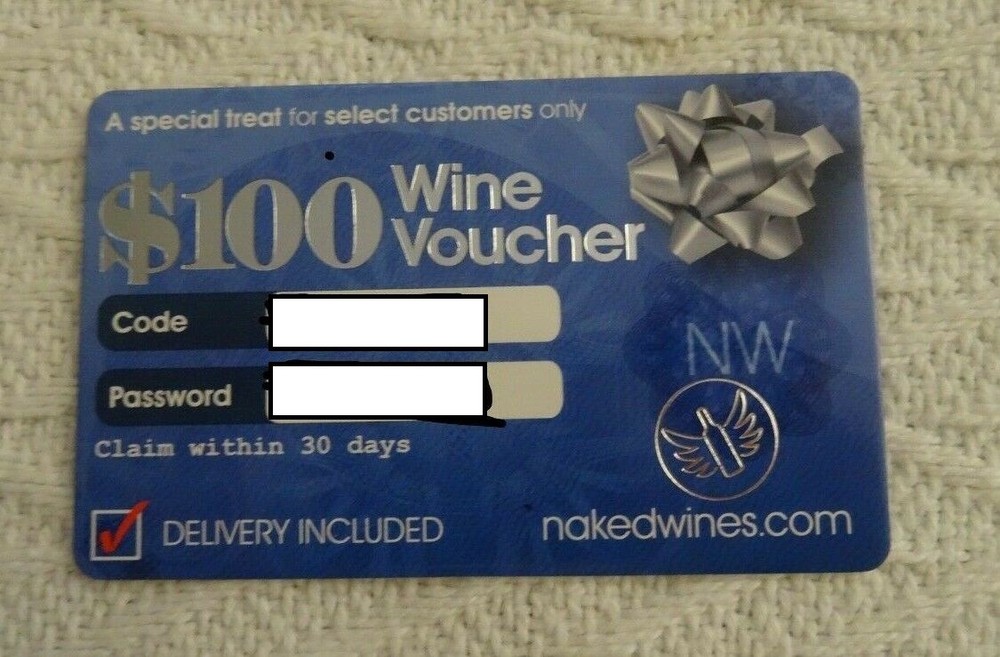 A special treat for select customers only
$100 Wine Voucher
Code
Password
Claim within 30 days
NW
DELIVERY INCLUDED
nakedwines.com